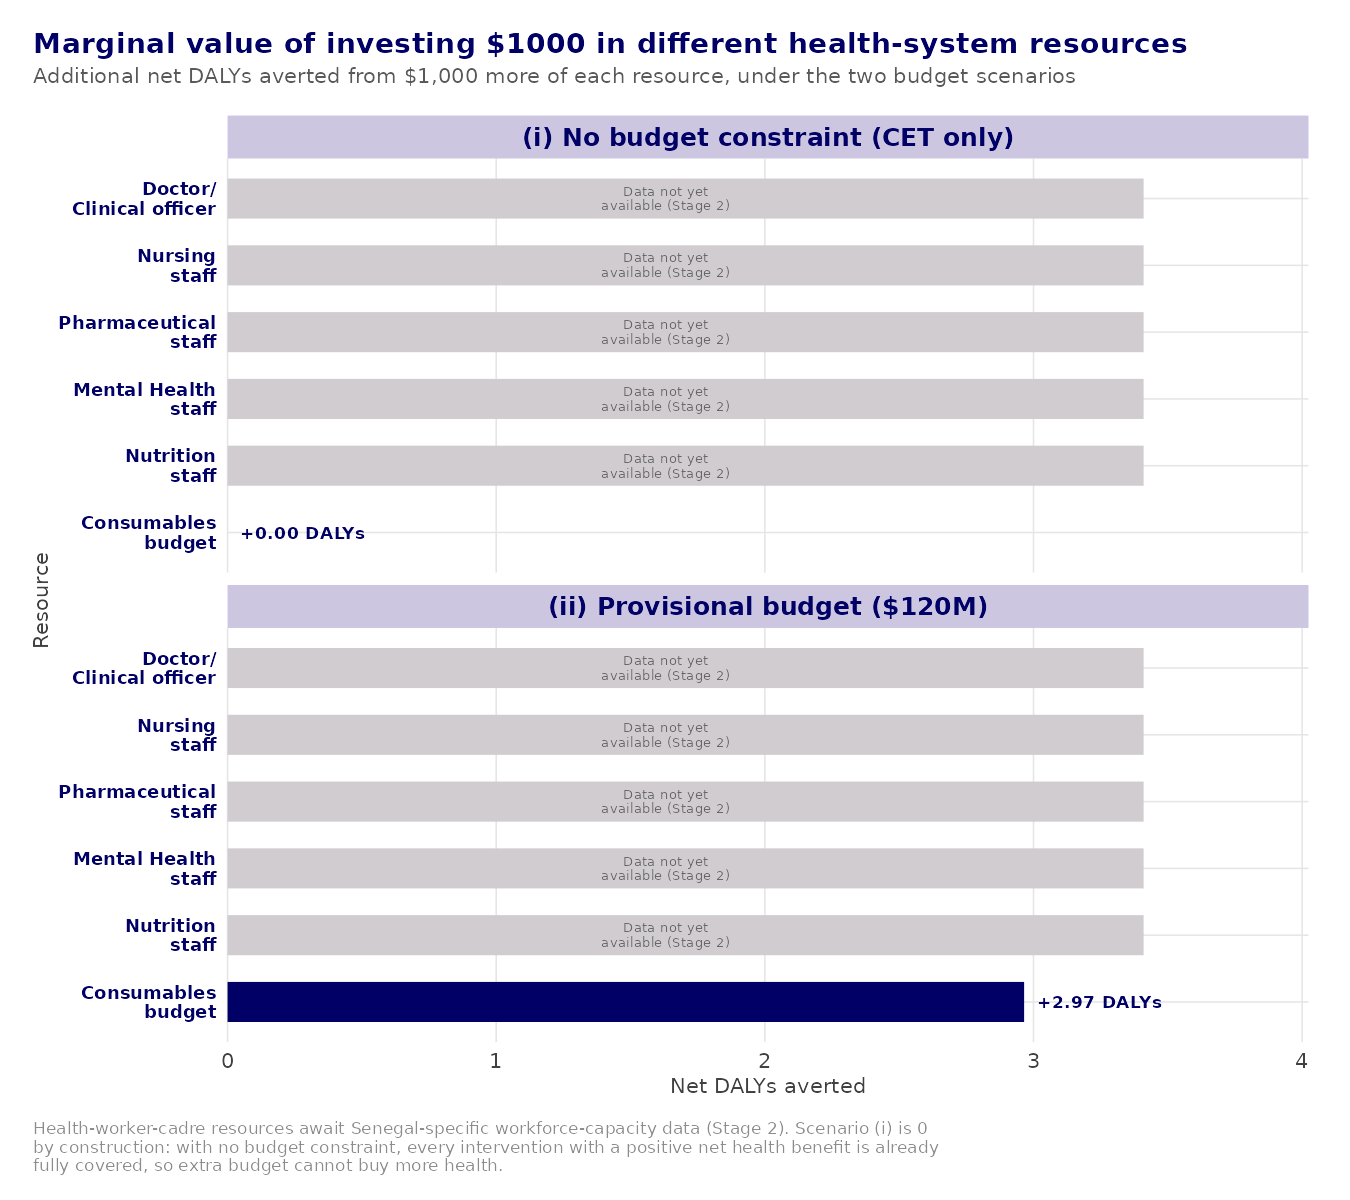 Marginal value of investing $1000 in different health-system resources
Additional net DALYs averted from $1,000 more of each resource, under the two budget scenarios
(i) No budget constraint (CET only)
Doctor/
Clinical officer
Data not yet
available (Stage 2)
Nursing
staff
Data not yet
available (Stage 2)
Pharmaceutical
staff
Data not yet
available (Stage 2)
Mental Health
staff
Data not yet
available (Stage 2)
Nutrition
staff
Data not yet
available (Stage 2)
Consumables
budget
+0.00 DALYs
Resource
(ii) Provisional budget ($120M)
Doctor/
Clinical officer
Data not yet
available (Stage 2)
Nursing
staff
Data not yet
available (Stage 2)
Pharmaceutical
staff
Data not yet
available (Stage 2)
Mental Health
staff
Data not yet
available (Stage 2)
Nutrition
staff
Data not yet
available (Stage 2)
Consumables
budget
+2.97 DALYs
0 1 2 3 4
Net DALYs averted
Health-worker-cadre resources await Senegal-specific workforce-capacity data (Stage 2). Scenario (i) is 0
by construction: with no budget constraint, every intervention with a positive net health benefit is already
fully covered, so extra budget cannot buy more health.